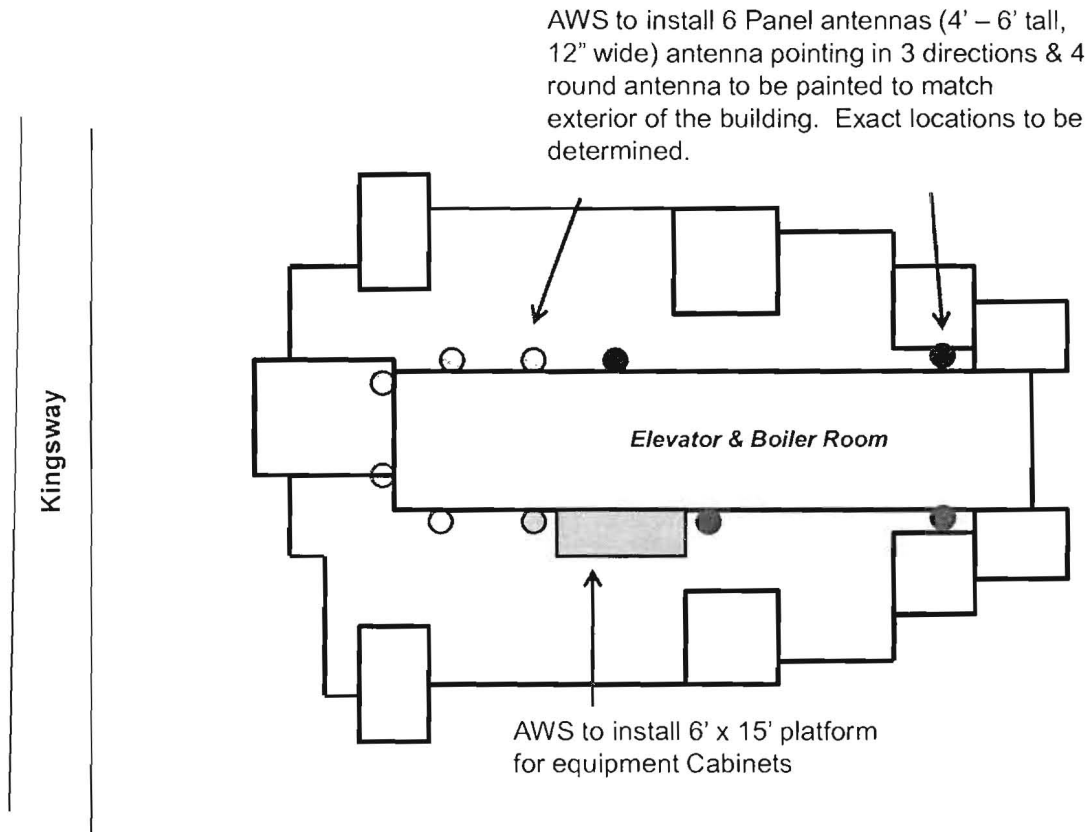 AWS to install 6 Panel antennas (4’ – 6’ tall,
12” wide) antenna pointing in 3 directions & 4
round antenna to be painted to match
exterior of the building.  Exact locations to be
determined.
Kingsway
Elevator & Boiler Room
AWS to install 6’ x 15’ platform
for equipment Cabinets